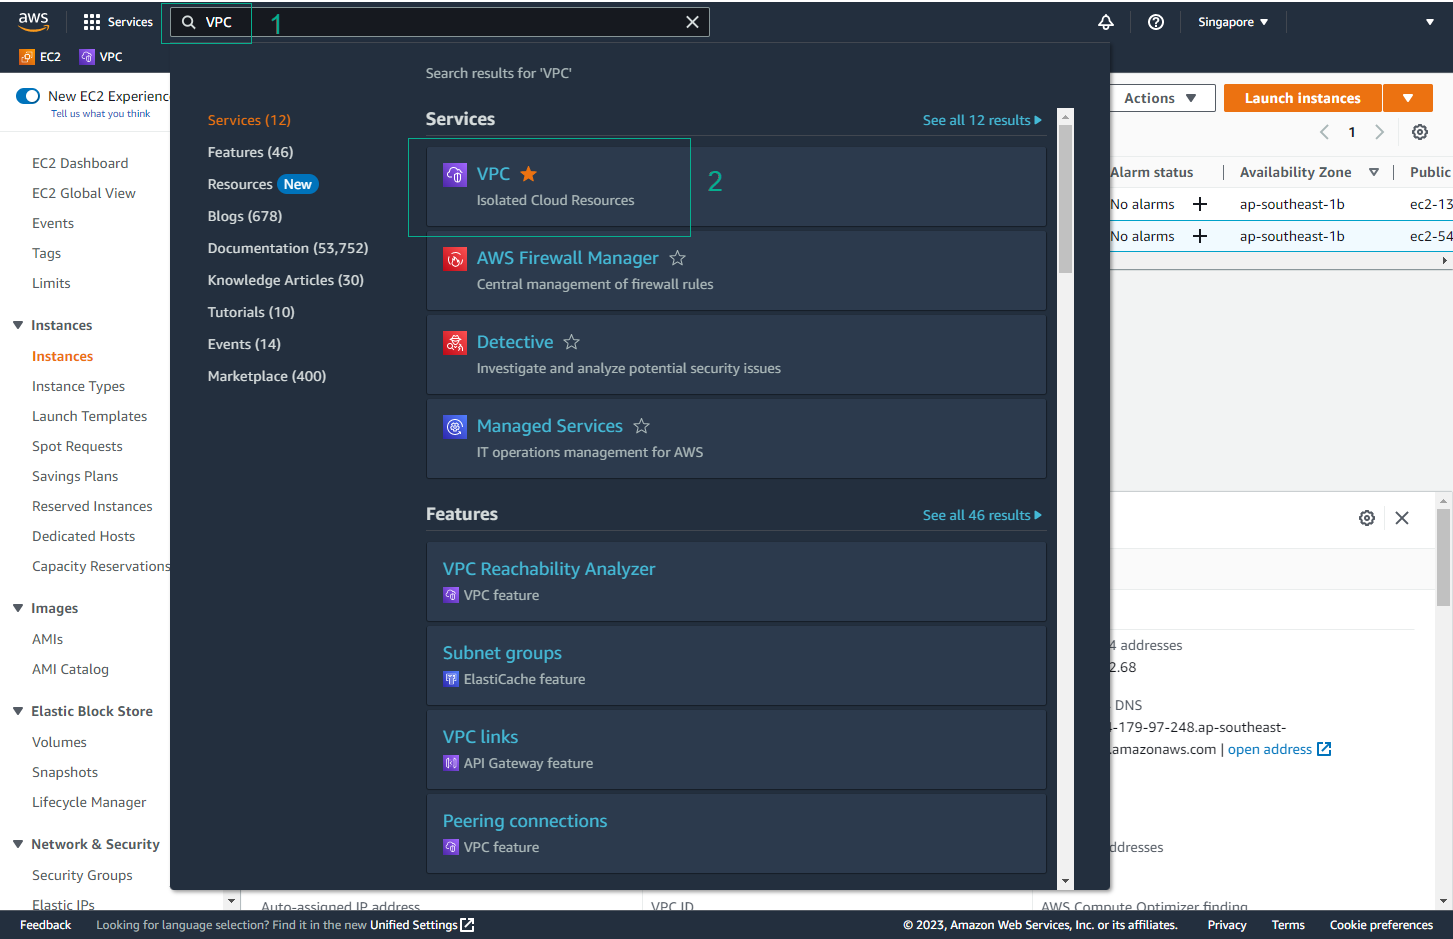 aws
Services
VPC
1
Singapore
EC2
VPC
New EC2 Experienc
Tell us what you think
EC2 Dashboard
EC2 Global View
Events
Tags
Limits
Instances
Instances
Instance Types
Launch Templates
Spot Requests
Savings Plans
Reserved Instances
Dedicated Hosts
Capacity Reservations
Images
AMIs
AMI Catalog
Elastic Block Store
Volumes
Snapshots
Lifecycle Manager
Network & Security
Security Groups
Elastic IPs
Search results for 'VPC'
Services (12)
Features (46)
Resources New
Blogs (678)
Documentation (53,752)
Knowledge Articles (30)
Tutorials (10)
Events (14)
Marketplace (400)
Services
See all 12 results
VPC
Isolated Cloud Resources
2
AWS Firewall Manager
Central management of firewall rules
Detective
Investigate and analyze potential security issues
Managed Services
IT operations management for AWS
Features
See all 46 results
VPC Reachability Analyzer
VPC feature
Subnet groups
ElastiCache feature
VPC links
API Gateway feature
Peering connections
VPC feature
Actions
Launch instances
1
Alarm status
Availability Zone
Public
No alarms
ap-southeast-1b
ec2-13
No alarms
ap-southeast-1b
ec2-54
4 addresses
2.68
DNS
4-179-97-248.ap-southeast-
.amazonaws.com | open address
ddresses
Auto-assigned IP address
VPC ID
AWS Compute Optimizer finding
Feedback
Looking for language selection? Find it in the new Unified Settings
© 2023, Amazon Web Services, Inc. or its affiliates.
Privacy
Terms
Cookie preferences